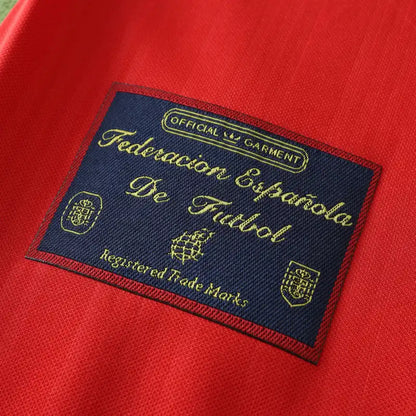 OFFICIAL GARMENT
Federacion Española
De Futbol
Registered Trade Marks